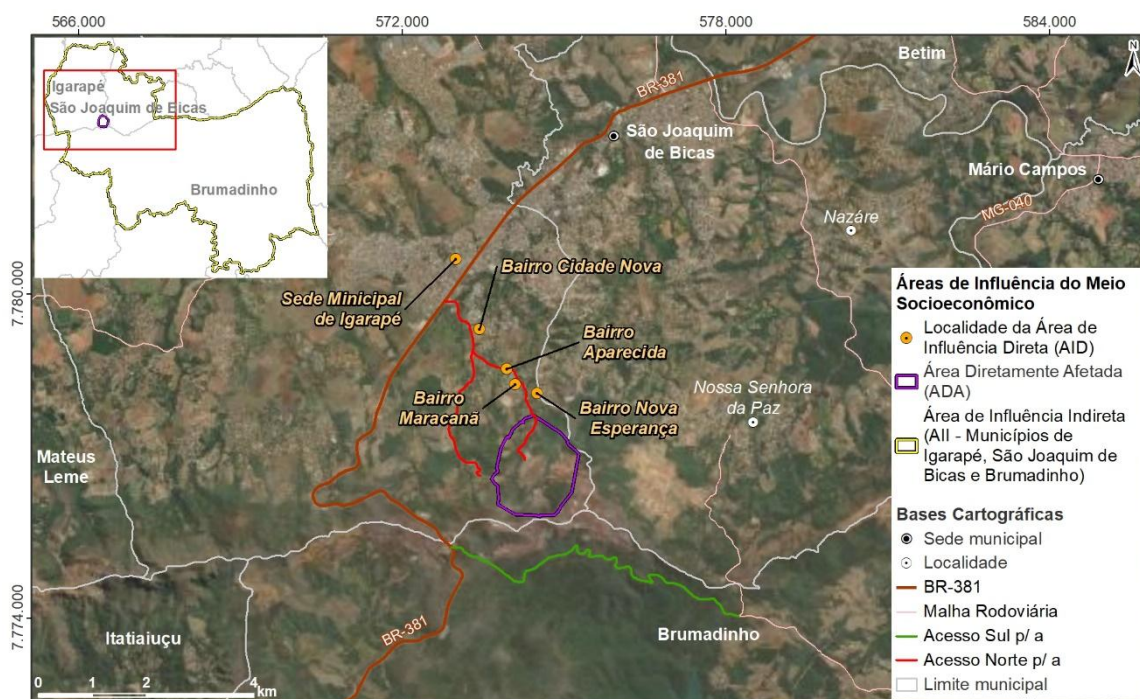 566.000
572.000
578.000
584.000
Igarapé
São Joaquim de Bicas
Brumadinho
Betim
BR-381
São Joaquim
de Bicas
Mário Campos
MG-040
Nazáre
Bairro Cidade Nova
Sede Minicipal
de Igarapé
7.780.000
Bairro
Aparecida
Bairro
Maracanã
Bairro Nova
Esperança
Nossa Senhora
da Paz
Mateus
Leme
7.774.000
Itatiaiuçu
BR-381
Brumadinho
0 1 2 4
km
N
Áreas de Influência do Meio
Socioeconômico
Localidade da Área de
Influência Direta (AID)
Área Diretamente Afetada
(ADA)
Área de Influência Indireta
(AII - Municípios de
Igarapé, São Joaquim de
Bicas e Brumadinho)
Bases Cartográficas
Sede municipal
Localidade
BR-381
Malha Rodoviária
Acesso Sul p/ a
Acesso Norte p/ a
Limite municipal